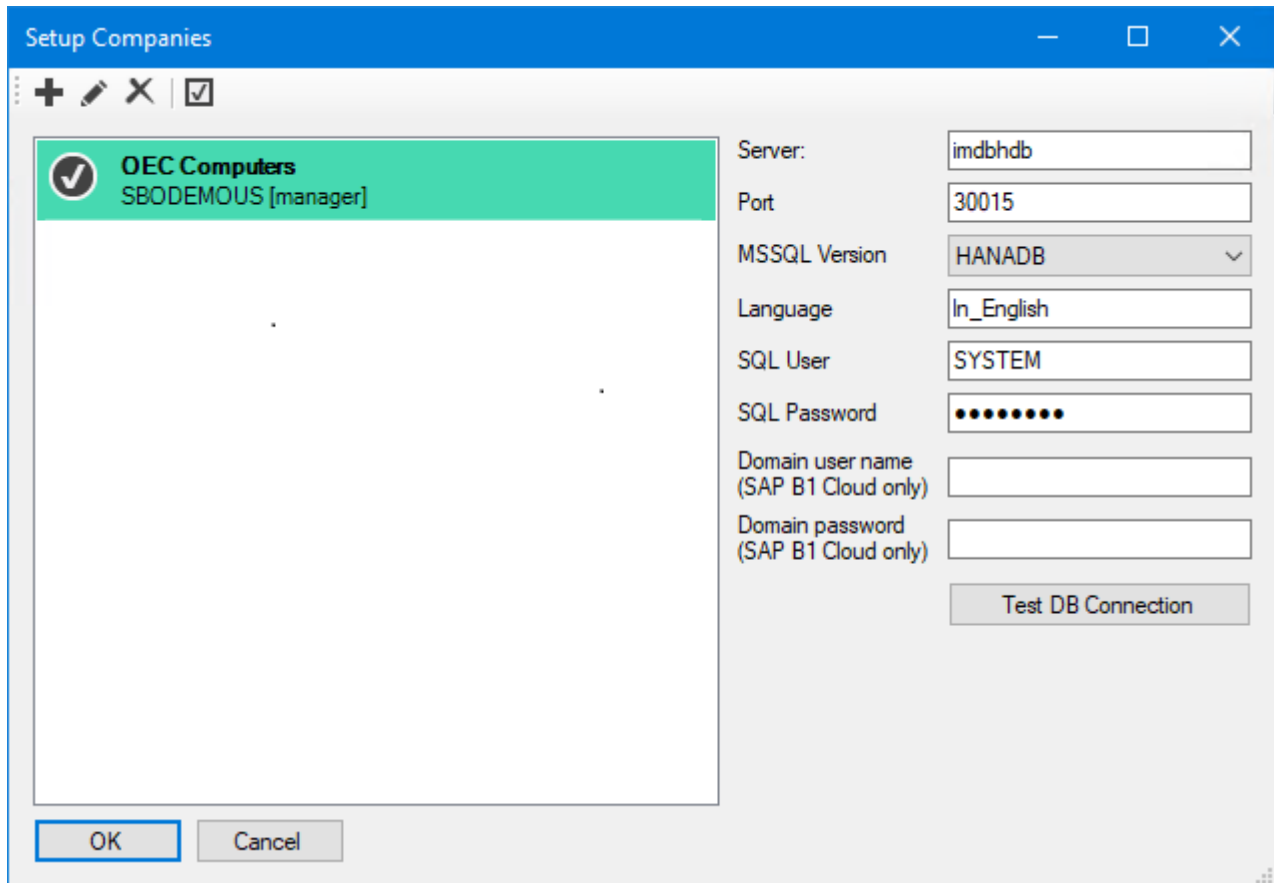 Setup Companies
OEC Computers
SBODEMOUS [manager]
Server:
imdbhdb
Port
30015
MSSQL Version
HANADB
Language
ln_English
SQL User
SYSTEM
SQL Password
••••••••
Domain user name
(SAP B1 Cloud only)
Domain password
(SAP B1 Cloud only)
Test DB Connection
OK
Cancel